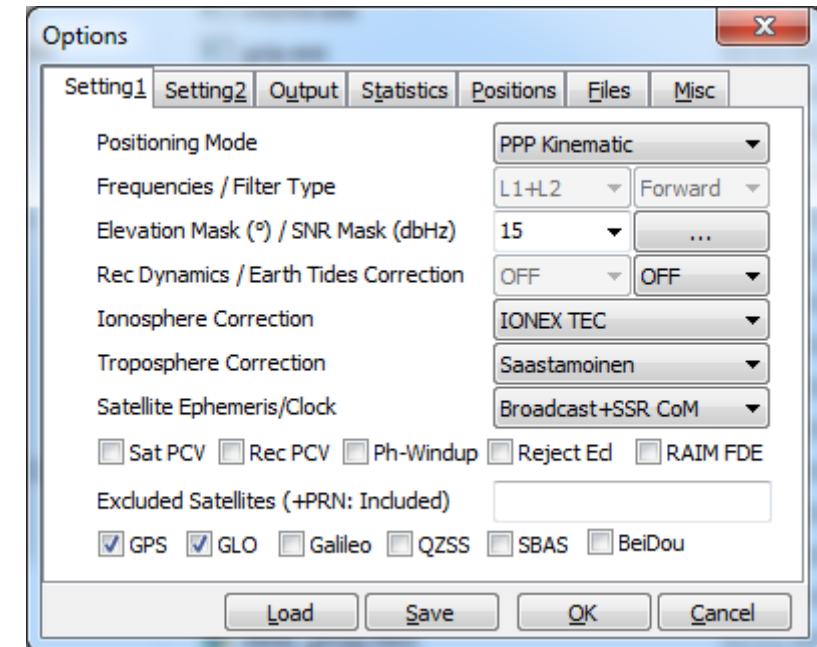 Options
Setting1 Setting2 Output Statistics Positions Files Misc
Positioning Mode PPP Kinematic
Frequencies / Filter Type L1+L2 Forward
Elevation Mask (°) / SNR Mask (dbHz) 15 ...
Rec Dynamics / Earth Tides Correction OFF OFF
Ionosphere Correction IONEX TEC
Troposphere Correction Saastamoinen
Satellite Ephemeris/Clock Broadcast+SSR CoM
Sat PCV Rec PCV Ph-Windup Reject Ecl RAIM FDE
Excluded Satellites (+PRN: Included)
GPS GLO Galileo QZSS SBAS BeiDou
Load Save OK Cancel